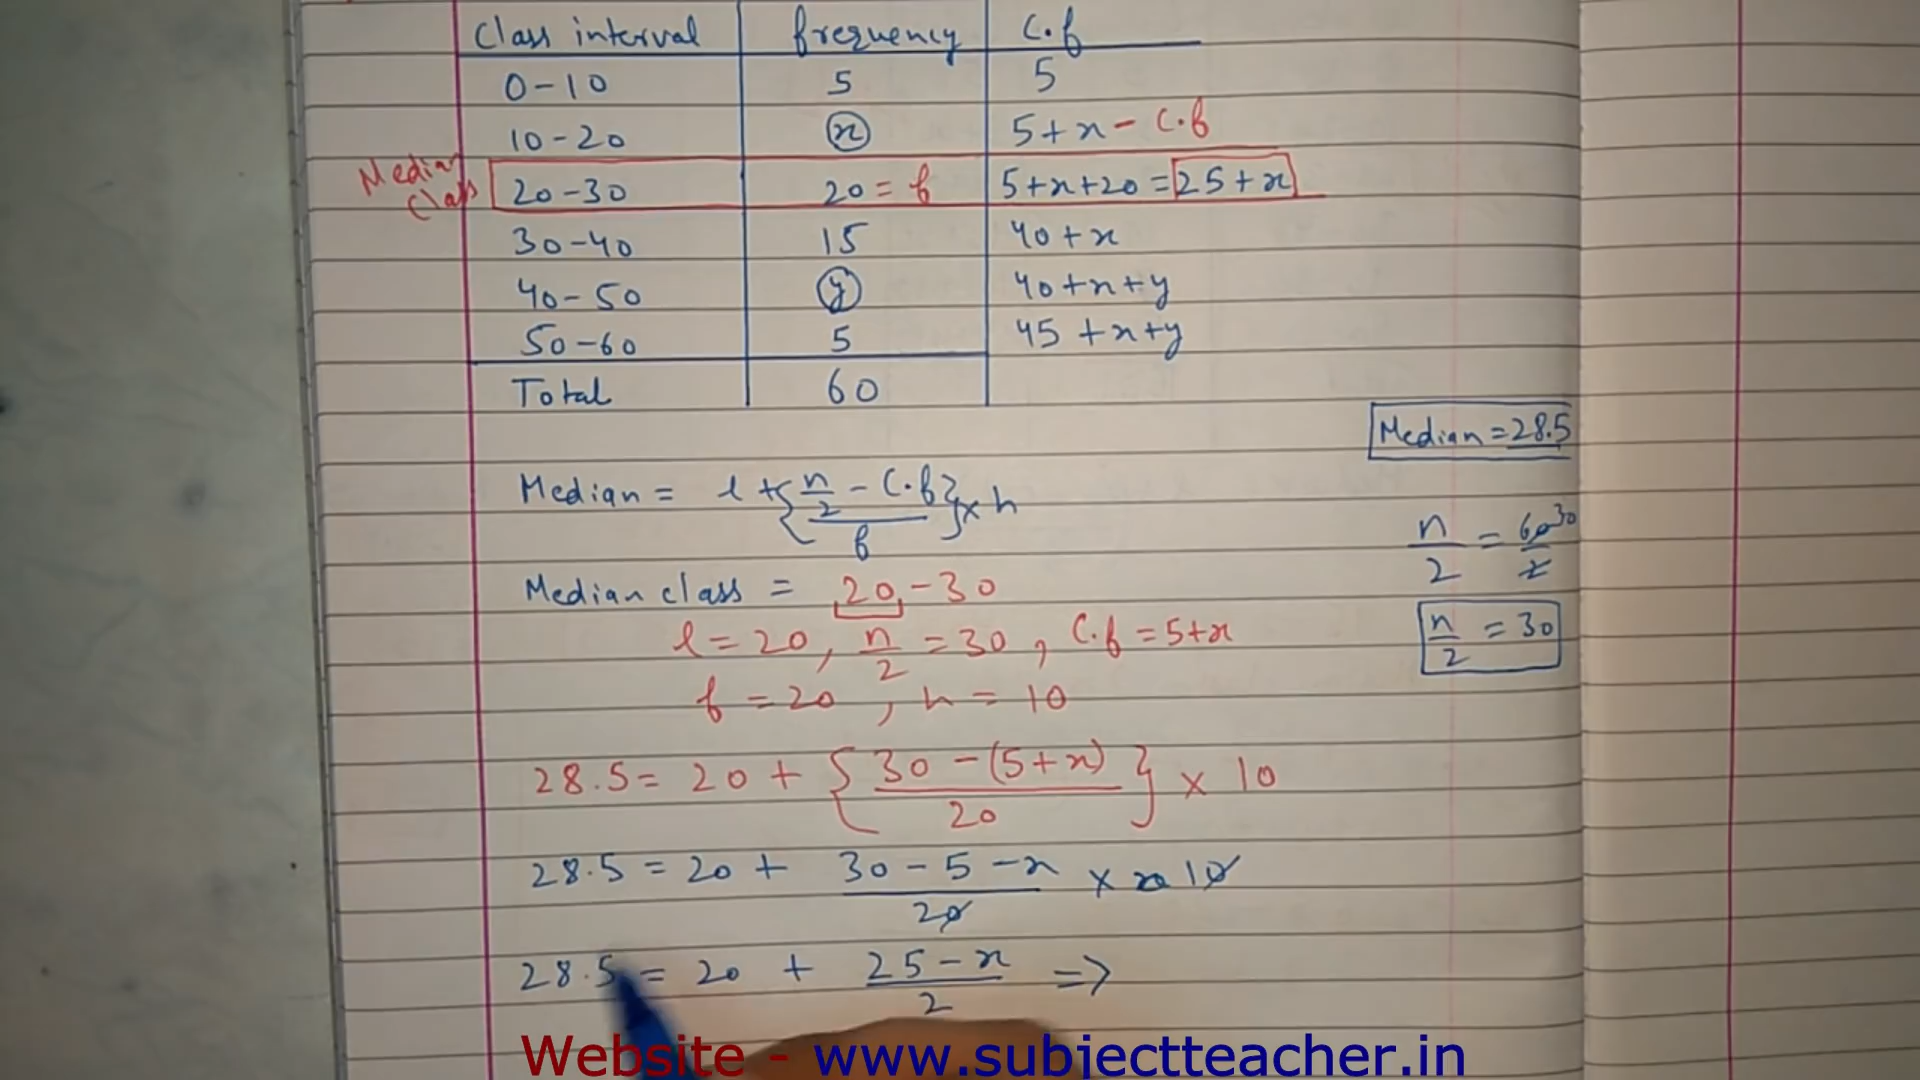 Class interval frequency C.f
0-10 5 5
10-20 x 5+x - C.f
Median Class 20-30 20 = f 5+x+20 = 25+x
30-40 15 40+x
40-50 y 40+x+y
50-60 5 45+x+y
Total 60
Median = 28.5
Median = l + { n/2 - C.f / f } × h
n/2 = 60/2 30
Median class = 20-30
l = 20, n/2 = 30, C.f = 5+x
n/2 = 30
f = 20, h = 10
28.5 = 20 + { 30 - (5+x) / 20 } × 10
28.5 = 20 + 30 - 5 - x / 20 × 10
28.5 = 20 + 25 - x / 2 ⇒
Website - www.subjectteacher.in